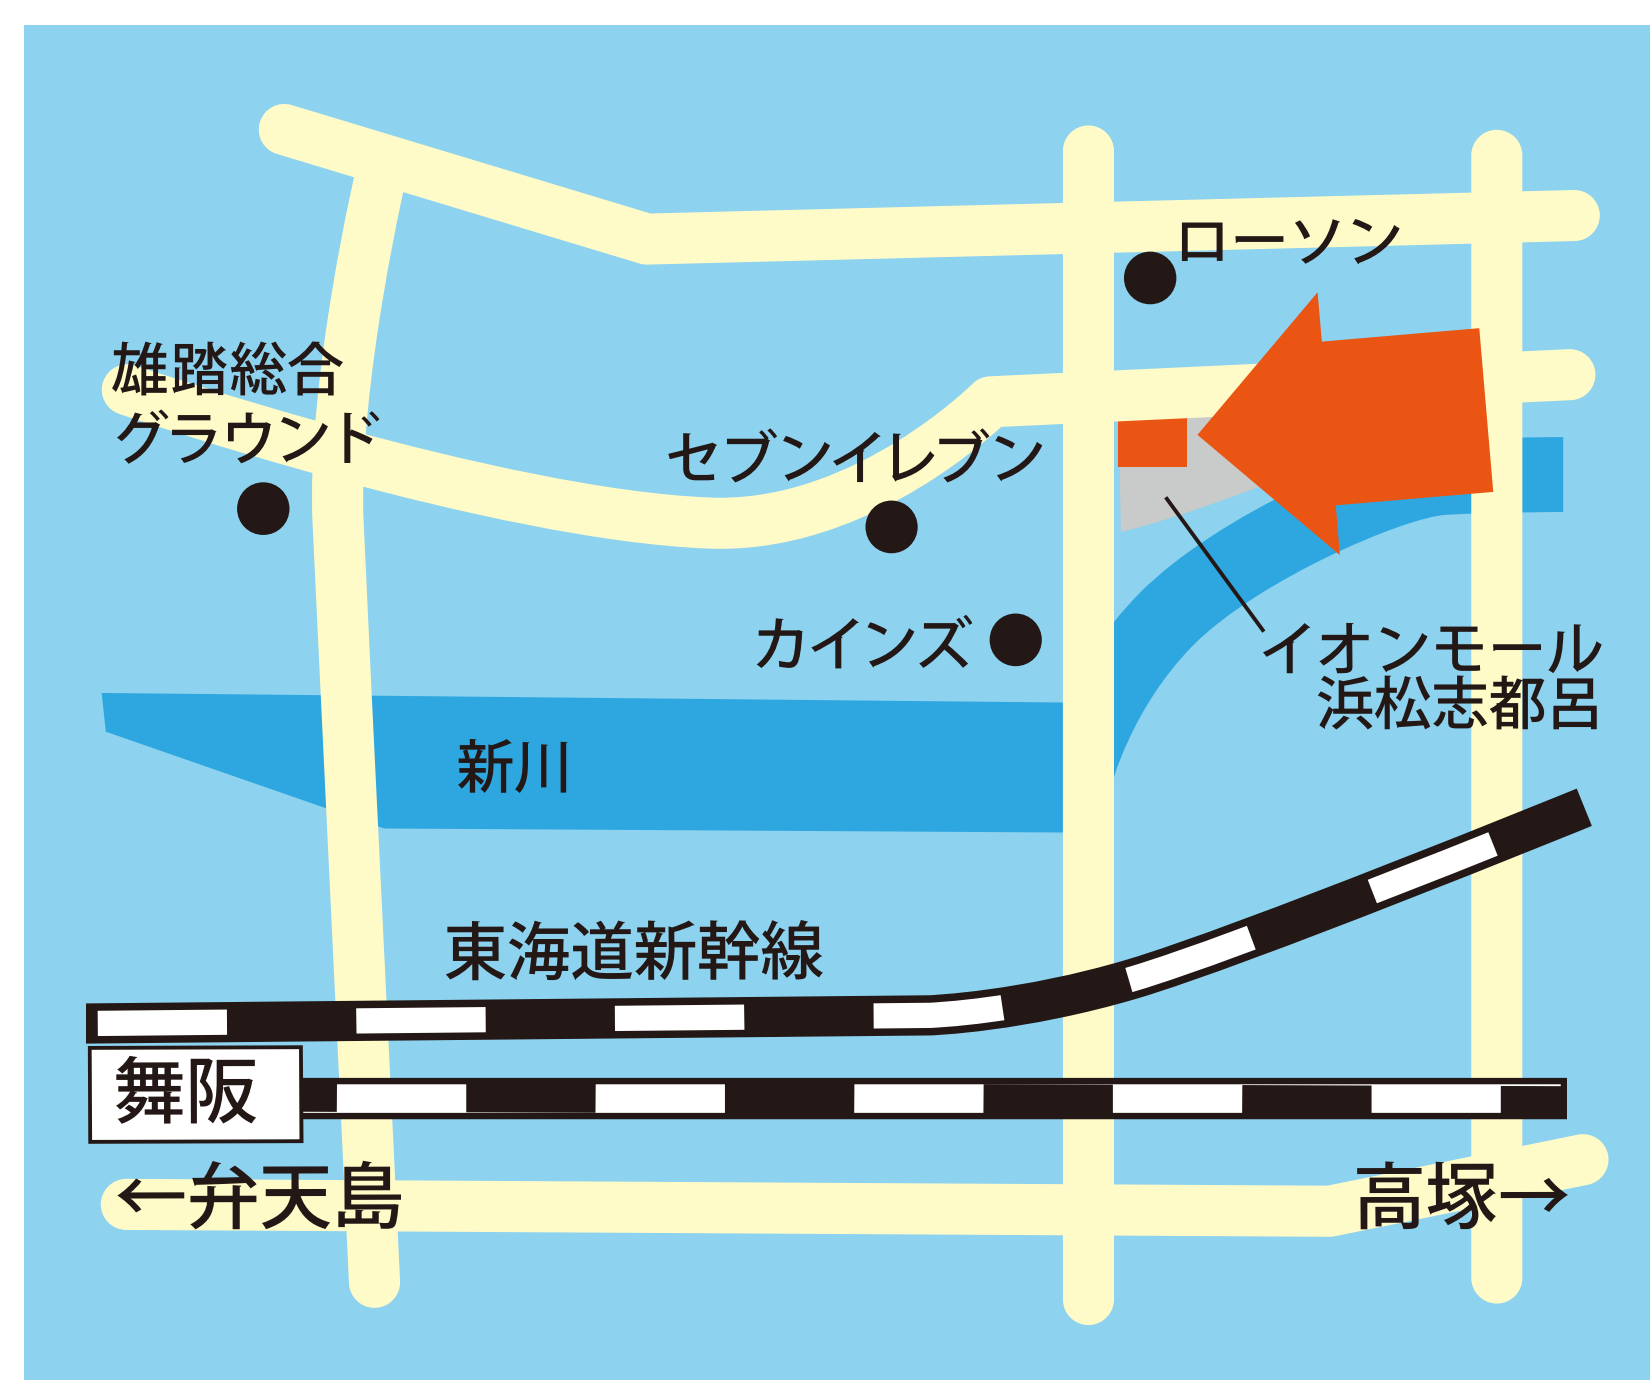 ローソン
雄踏総合
グラウンド
セブンイレブン
カインズ
イオンモール
浜松志都呂
新川
東海道新幹線
舞阪
←弁天島
高塚→